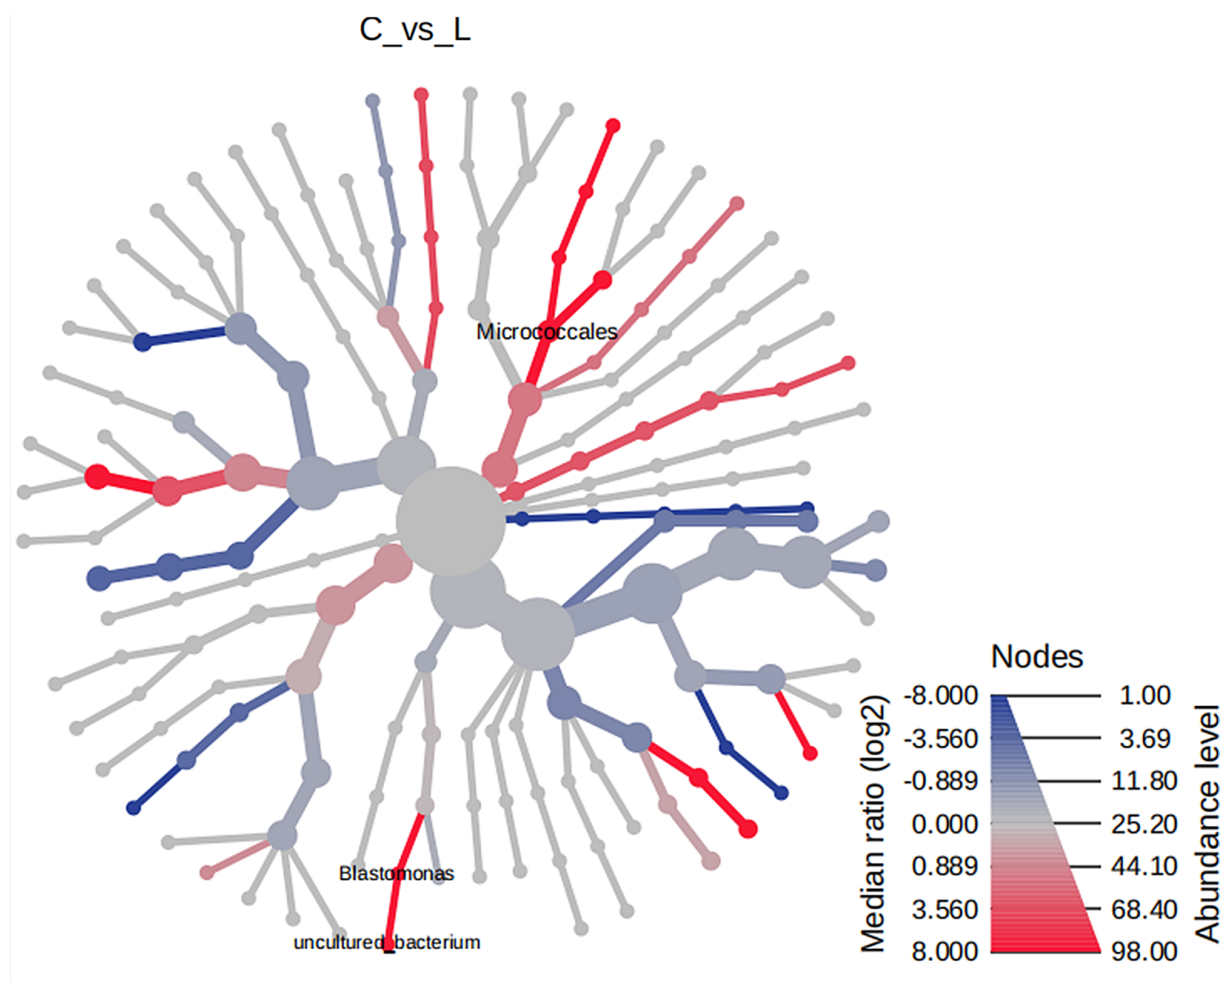 C_vs_L
Micrococcales
Blastomonas
uncultured_bacterium
Nodes
Median ratio (log2)
-8.000 1.00
-3.560 3.69
-0.889 11.80
0.000 25.20
0.889 44.10
3.560 68.40
8.000 98.00
Abundance level